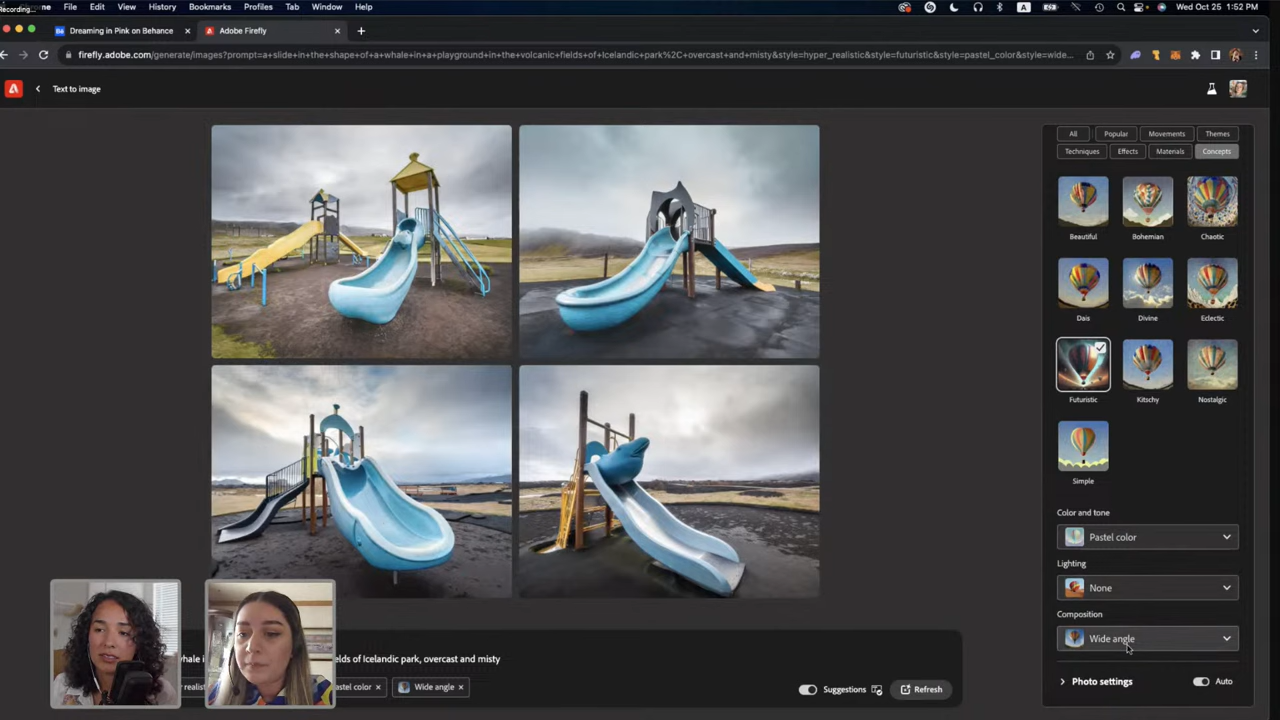 Recording...
Chrome File Edit View History Bookmarks Profiles Tab Window Help
A
Wed Oct 25 1:52 PM
Dreaming in Pink on Behance
Adobe Firefly
firefly.adobe.com/generate/images?prompt=a+slide+in+the+shape+of+a+whale+in+a+playground+in+the+volcanic+fields+of+Icelandic+park%2C+overcast+and+misty&style=hyper_realistic&style=futuristic&style=pastel_color&style=wide...
Text to image
All Popular Movements Themes
Techniques Effects Materials Concepts
Beautiful Bohemian Chaotic
Dais Divine Eclectic
Futuristic Kitschy Nostalgic
Simple
Color and tone
Pastel color
Lighting
None
Composition
Wide angle
Photo settings
Auto
whale i
elds of Icelandic park, overcast and misty
r realist
astel color
Wide angle
Suggestions
Refresh